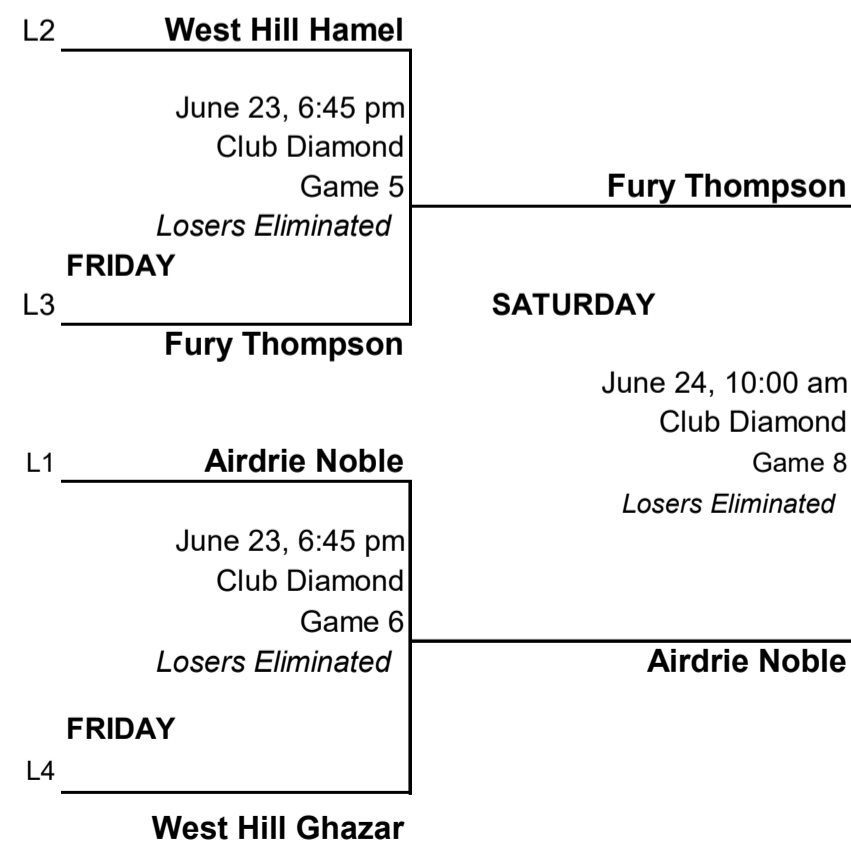 L2 West Hill Hamel
June 23, 6:45 pm
Club Diamond
Game 5
Losers Eliminated
FRIDAY
L3
Fury Thompson
Fury Thompson
SATURDAY
June 24, 10:00 am
Club Diamond
Game 8
Losers Eliminated
L1 Airdrie Noble
June 23, 6:45 pm
Club Diamond
Game 6
Losers Eliminated
FRIDAY
L4
West Hill Ghazar
Airdrie Noble